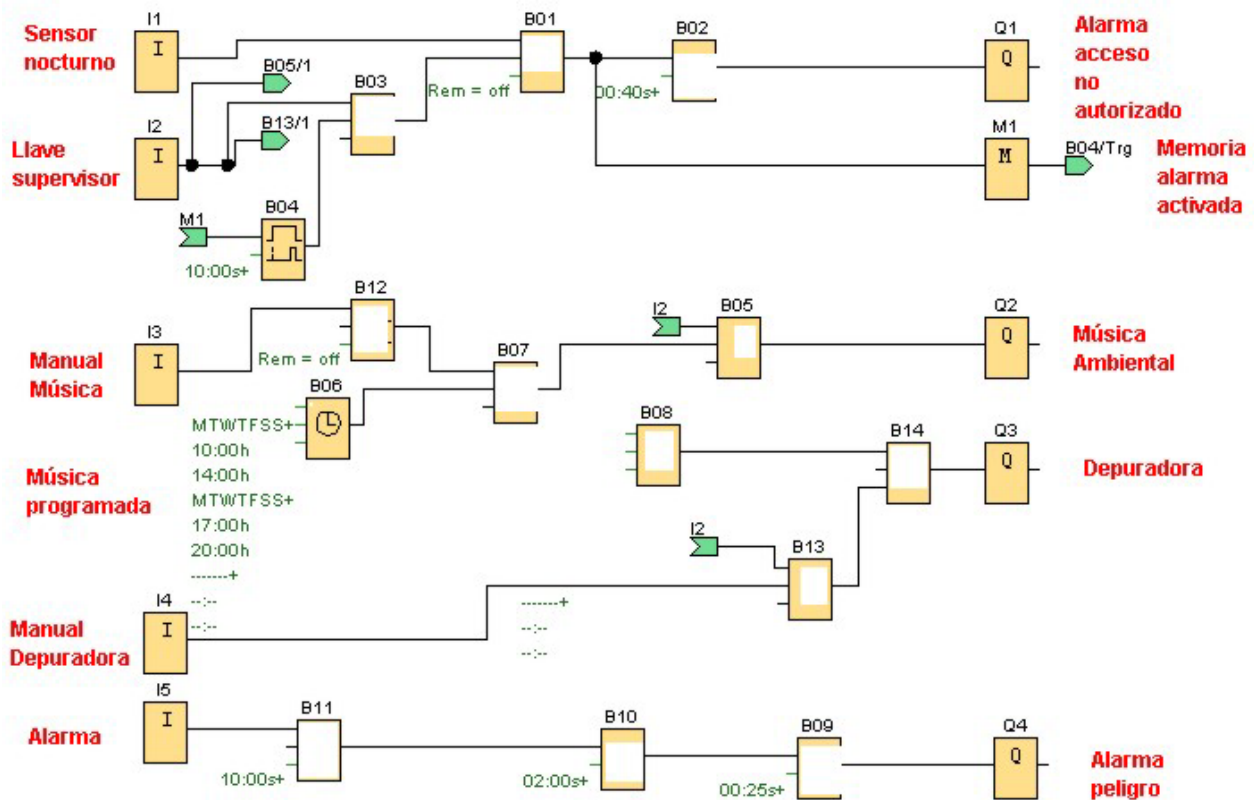 I1
Sensor
nocturno
I
B05/1
B03
B01
Rem = off
B02
00:40s+
Q1
Q
Alarma
acceso
no
autorizado
I2
Llave
supervisor
I
B13/1
M1
M
B04/Trg
Memoria
alarma
activada
M1
B04
10:00s+
I3
Manual
Música
I
B12
Rem = off
B07
I2
B05
Q2
Q
Música
Ambiental
B06
Música
programada
MTWTFSS+
10:00h
14:00h
MTWTFSS+
17:00h
20:00h
-------+
--:--
--:--
B08
B14
Q3
Q
Depuradora
I2
B13
-------+
--:--
--:--
I4
Manual
Depuradora
I
I5
Alarma
I
B11
10:00s+
B10
02:00s+
B09
00:25s+
Q4
Q
Alarma
peligro